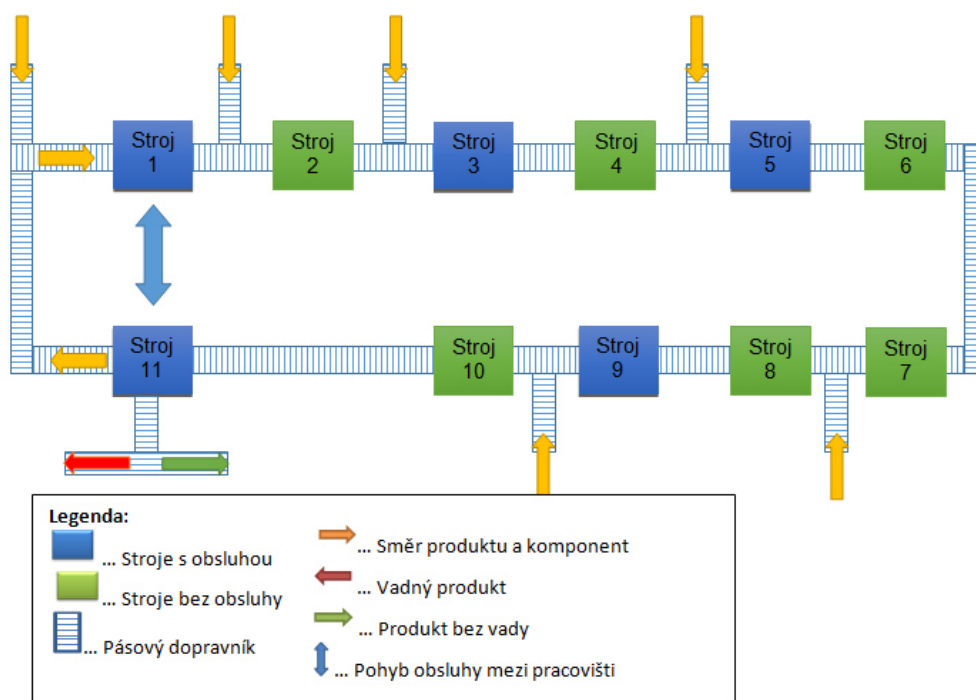 Stroj
1
Stroj
2
Stroj
3
Stroj
4
Stroj
5
Stroj
6
Stroj
11
Stroj
10
Stroj
9
Stroj
8
Stroj
7
Legenda:
... Stroje s obsluhou
... Stroje bez obsluhy
... Pásový dopravník
... Směr produktu a komponent
... Vadný produkt
... Produkt bez vady
... Pohyb obsluhy mezi pracovišti